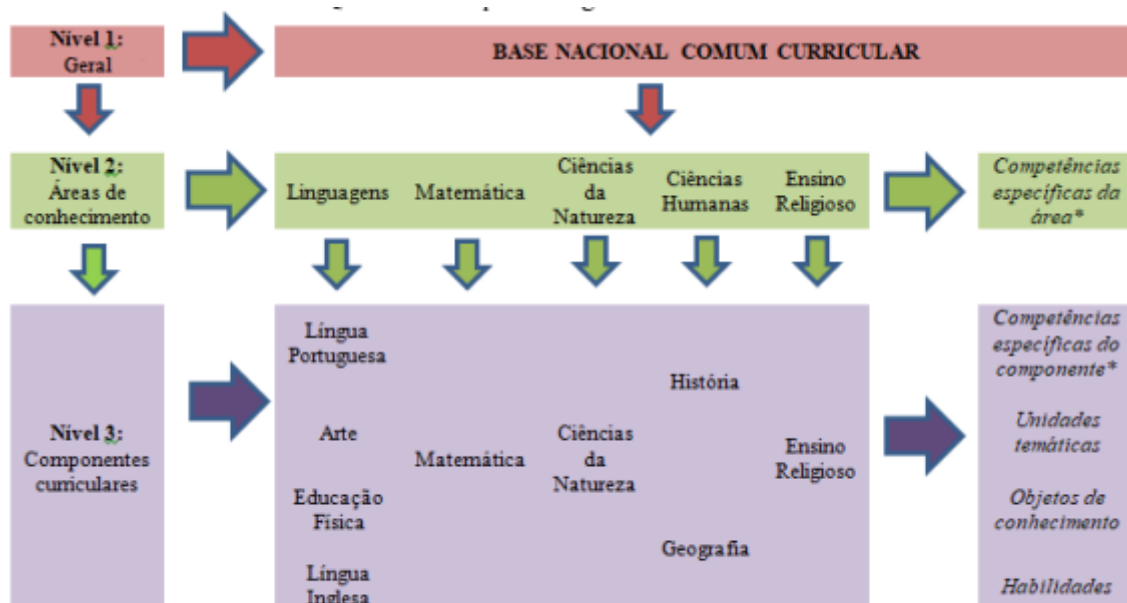 Nível 1:
Geral
BASE NACIONAL COMUM CURRICULAR
Nível 2:
Áreas de
conhecimento
Linguagens
Matemática
Ciências
da
Natureza
Ciências
Humanas
Ensino
Religioso
Competências
específicas da
área*
Nível 3:
Componentes
curriculares
Língua
Portuguesa
Arte
Educação
Física
Língua
Inglesa
Matemática
Ciências
da
Natureza
História
Geografia
Ensino
Religioso
Competências
específicas do
componente*
Unidades
temáticas
Objetos de
conhecimento
Habilidades